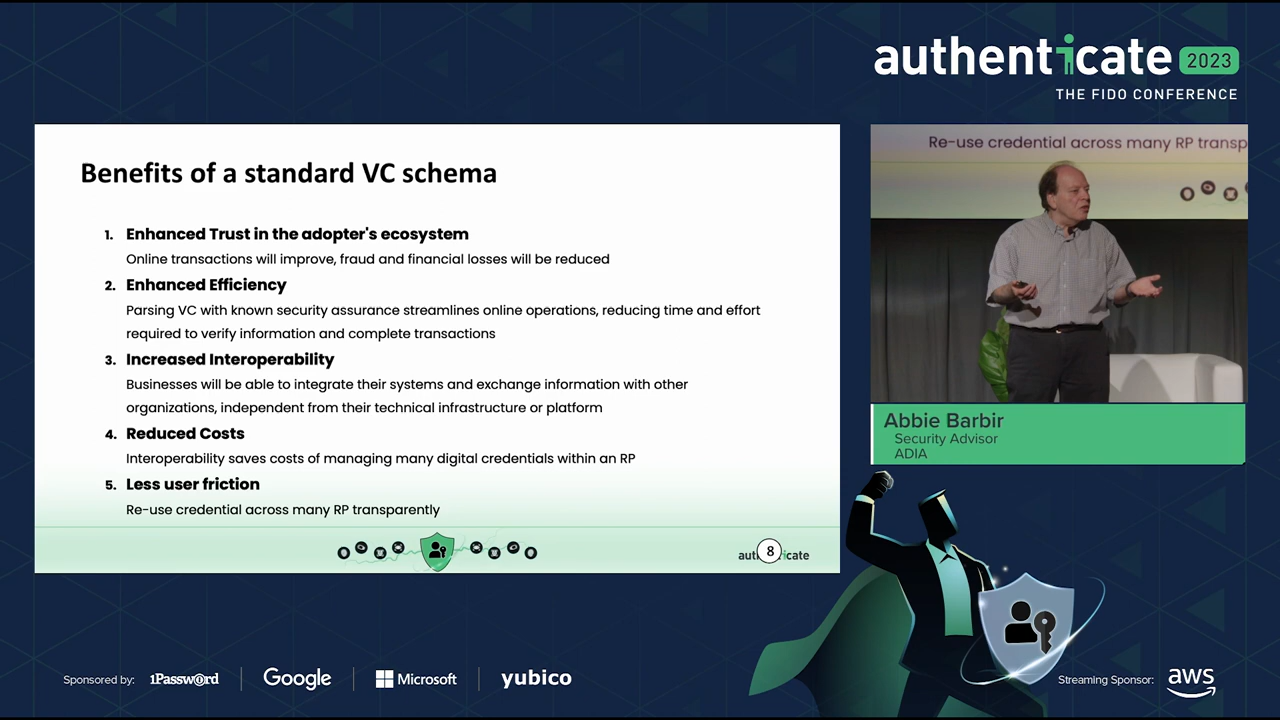 authenticate 2023
THE FIDO CONFERENCE
Benefits of a standard VC schema
1. Enhanced Trust in the adopter's ecosystem
Online transactions will improve, fraud and financial losses will be reduced
2. Enhanced Efficiency
Parsing VC with known security assurance streamlines online operations, reducing time and effort
required to verify information and complete transactions
3. Increased Interoperability
Businesses will be able to integrate their systems and exchange information with other
organizations, independent from their technical infrastructure or platform
4. Reduced Costs
Interoperability saves costs of managing many digital credentials within an RP
5. Less user friction
Re-use credential across many RP transparently
8
Re-use credential across many RP transp
Abbie Barbir
Security Advisor
ADIA
Sponsored by: 1Password Google Microsoft yubico
Streaming Sponsor: aws